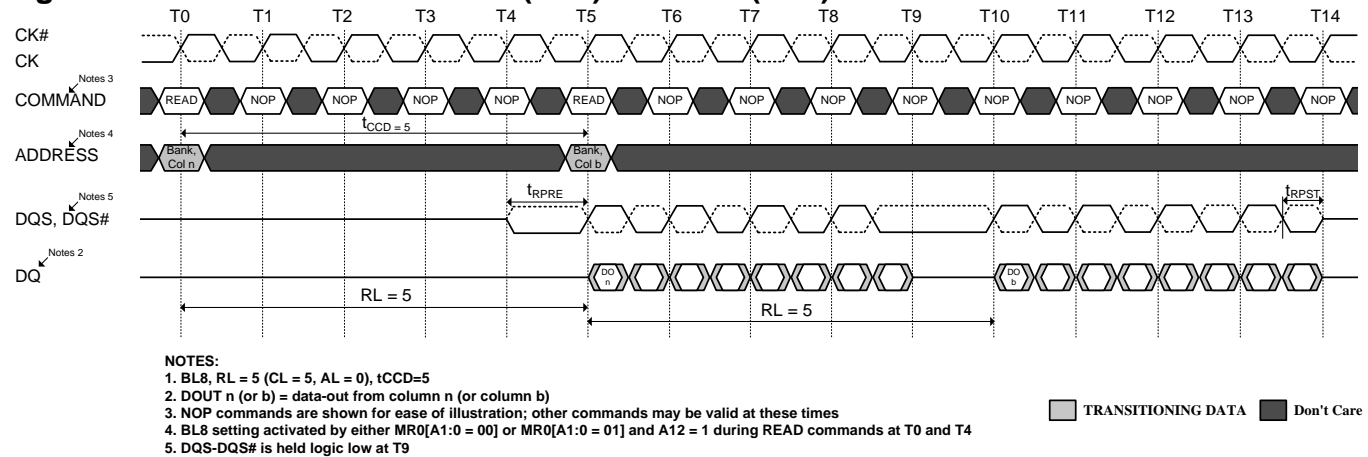 T0 T1 T2 T3 T4 T5 T6 T7 T8 T9 T10 T11 T12 T13 T14
CK#
CK
Notes 3
COMMAND
READ NOP NOP NOP NOP READ NOP NOP NOP NOP NOP NOP NOP NOP NOP
tCCD = 5
Notes 4
ADDRESS
Bank, Col n
Bank, Col b
Notes 5
DQS, DQS#
tRPRE
tRPST
Notes 2
DQ
DO n
DO b
RL = 5
RL = 5
NOTES:
1. BL8, RL = 5 (CL = 5, AL = 0), tCCD=5
2. DOUT n (or b) = data-out from column n (or column b)
3. NOP commands are shown for ease of illustration; other commands may be valid at these times
4. BL8 setting activated by either MR0[A1:0 = 00] or MR0[A1:0 = 01] and A12 = 1 during READ commands at T0 and T4
5. DQS-DQS# is held logic low at T9
TRANSITIONING DATA
Don't Care